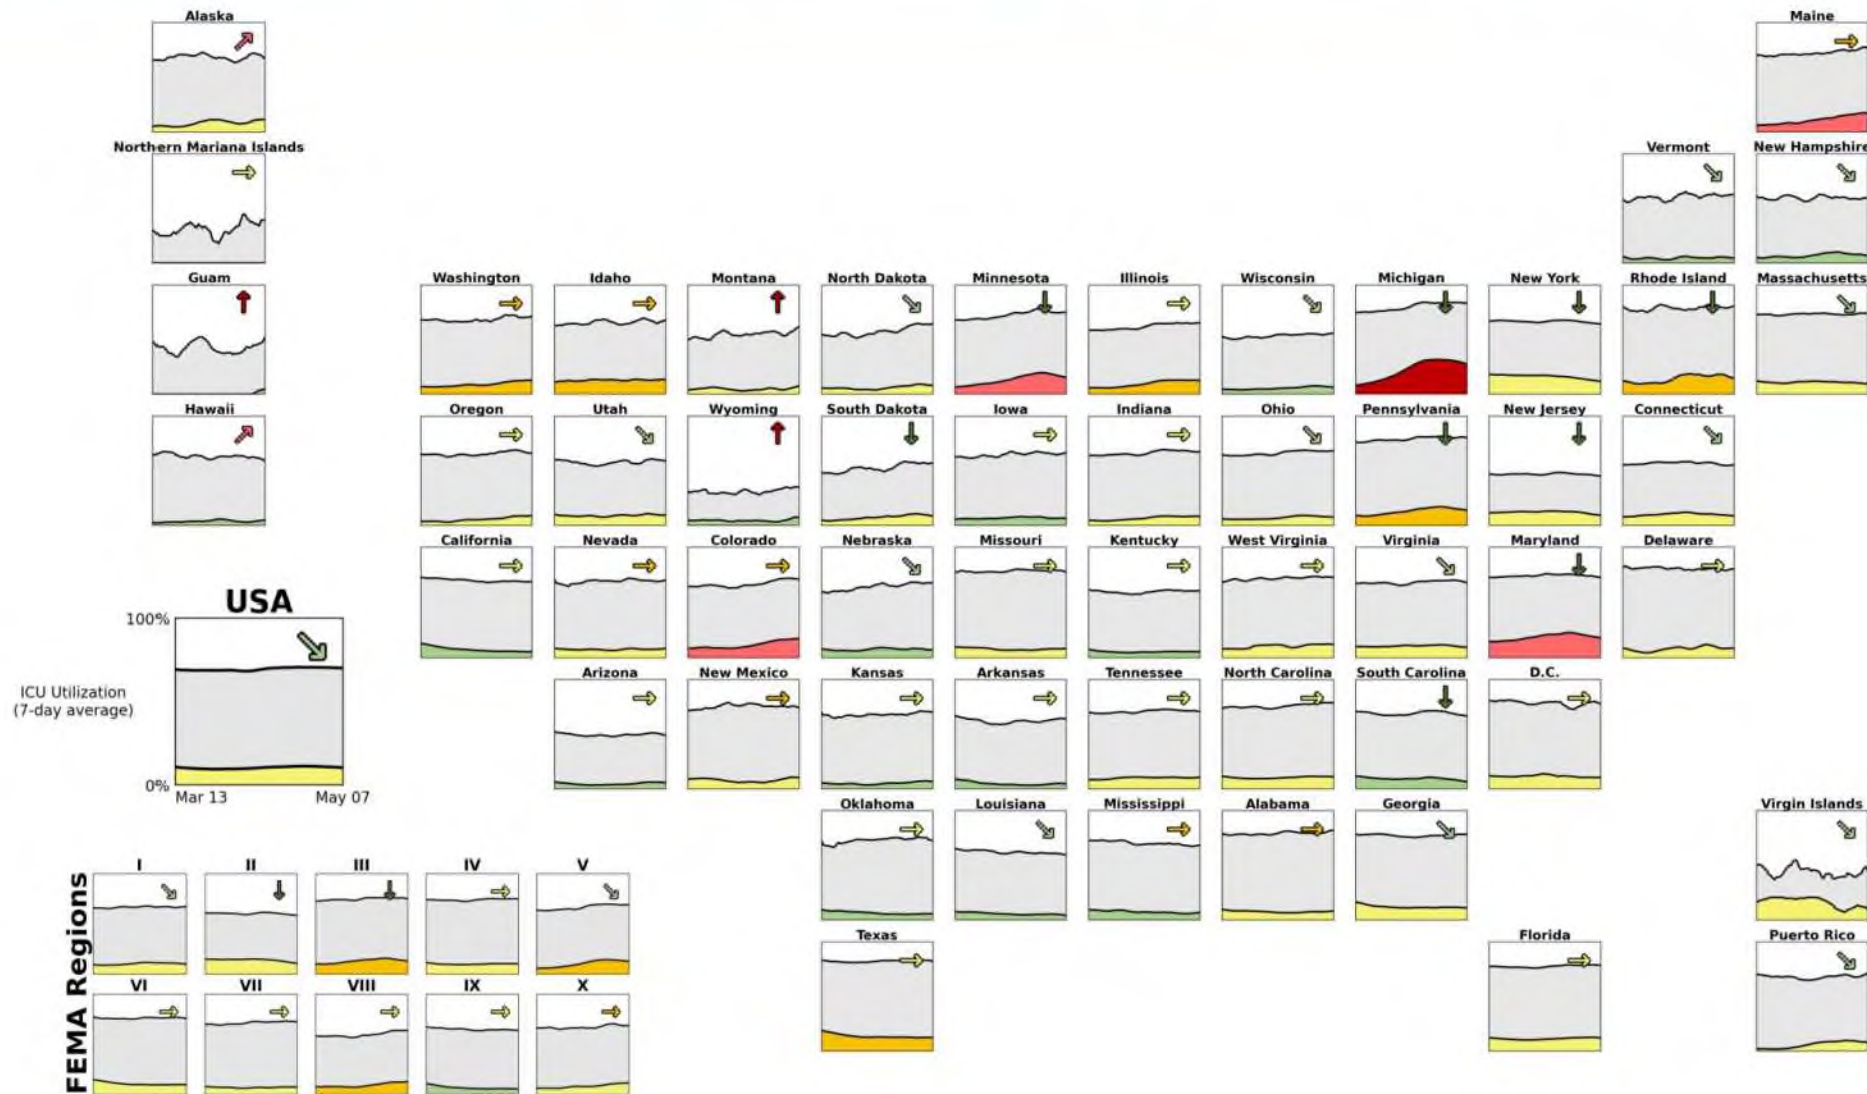 Alaska
Maine
Northern Mariana Islands
Vermont
New Hampshire
Guam
Washington
Idaho
Montana
North Dakota
Minnesota
Illinois
Wisconsin
Michigan
New York
Rhode Island
Massachusetts
Hawaii
Oregon
Utah
Wyoming
South Dakota
Iowa
Indiana
Ohio
Pennsylvania
New Jersey
Connecticut
California
Nevada
Colorado
Nebraska
Missouri
Kentucky
West Virginia
Virginia
Maryland
Delaware
USA
100%
ICU Utilization
(7-day average)
0%
Mar 13
May 07
Arizona
New Mexico
Kansas
Arkansas
Tennessee
North Carolina
South Carolina
D.C.
Oklahoma
Louisiana
Mississippi
Alabama
Georgia
Virgin Islands
Texas
Florida
Puerto Rico
FEMA Regions
I
II
III
IV
V
VI
VII
VIII
IX
X